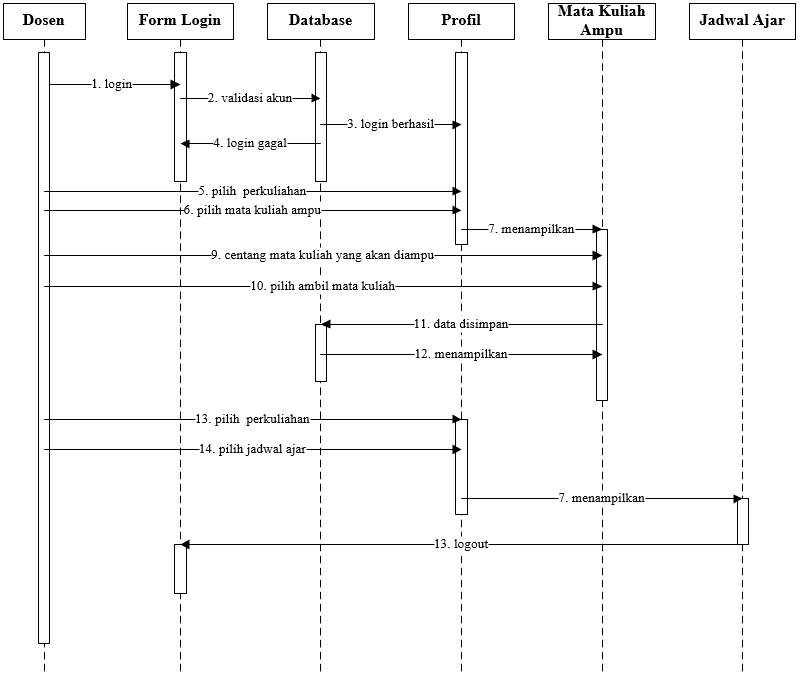 Dosen
Form Login
Database
Profil
Mata Kuliah
Ampu
Jadwal Ajar
1. login
2. validasi akun
3. login berhasil
4. login gagal
5. pilih  perkuliahan
6. pilih mata kuliah ampu
7. menampilkan
9. centang mata kuliah yang akan diampu
10. pilih ambil mata kuliah
11. data disimpan
12. menampilkan
13. pilih  perkuliahan
14. pilih jadwal ajar
7. menampilkan
13. logout